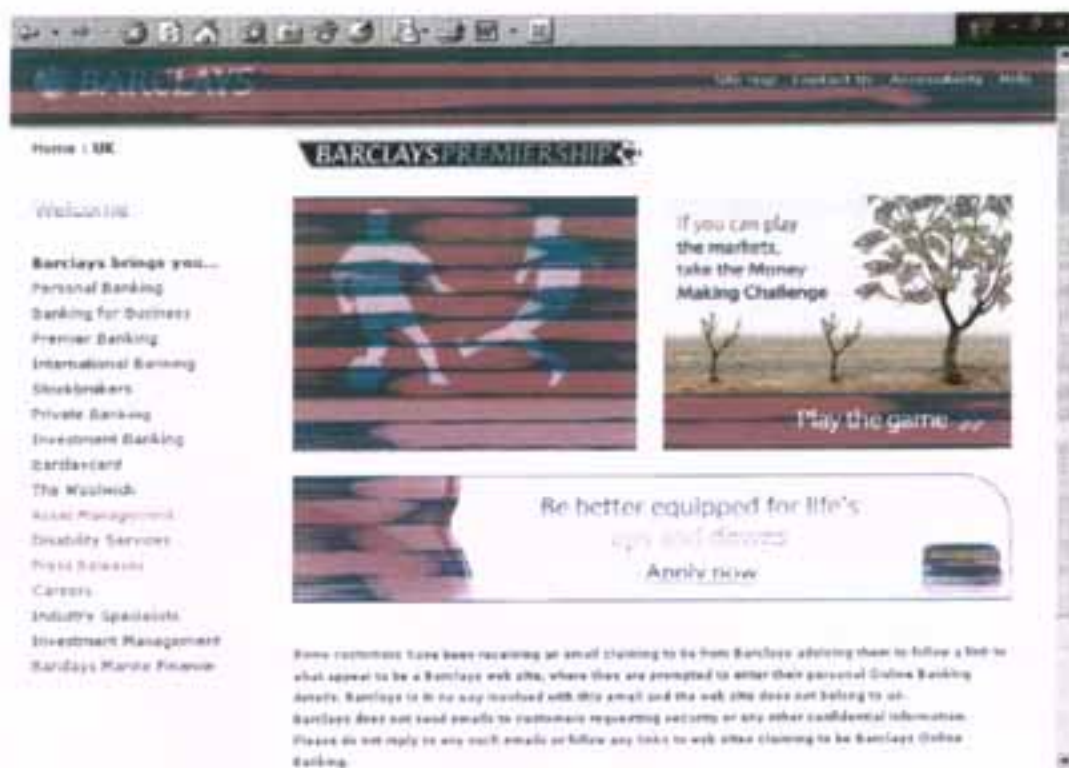 BARCLAYS
Site map Contact Us Accessibility Help
Home : UK
BARCLAYS PREMIERSHIP
Welcome
If you can play
the markets,
take the Money
Making Challenge
Play the game
Barclays brings you...
Personal Banking
Banking for Business
Premier Banking
International Banking
Stockbrokers
Private Banking
Investment Banking
Barclaycard
The Woolwich
Asset Management
Disability Services
Press Releases
Careers
Industry Specialists
Investment Management
Barclays Marine Finance
Be better equipped for life's
ups and downs
Apply now
Some customers have been receiving an email claiming to be from Barclays advising them to follow a link to
what appear to be a Barclays web site, where they are prompted to enter their personal Online Banking
details. Barclays is in no way involved with this email and the web site does not belong to us.
Barclays does not send emails to customers requesting security or any other confidential information.
Please do not reply to any such emails or follow any links to web sites claiming to be Barclays Online
Banking.